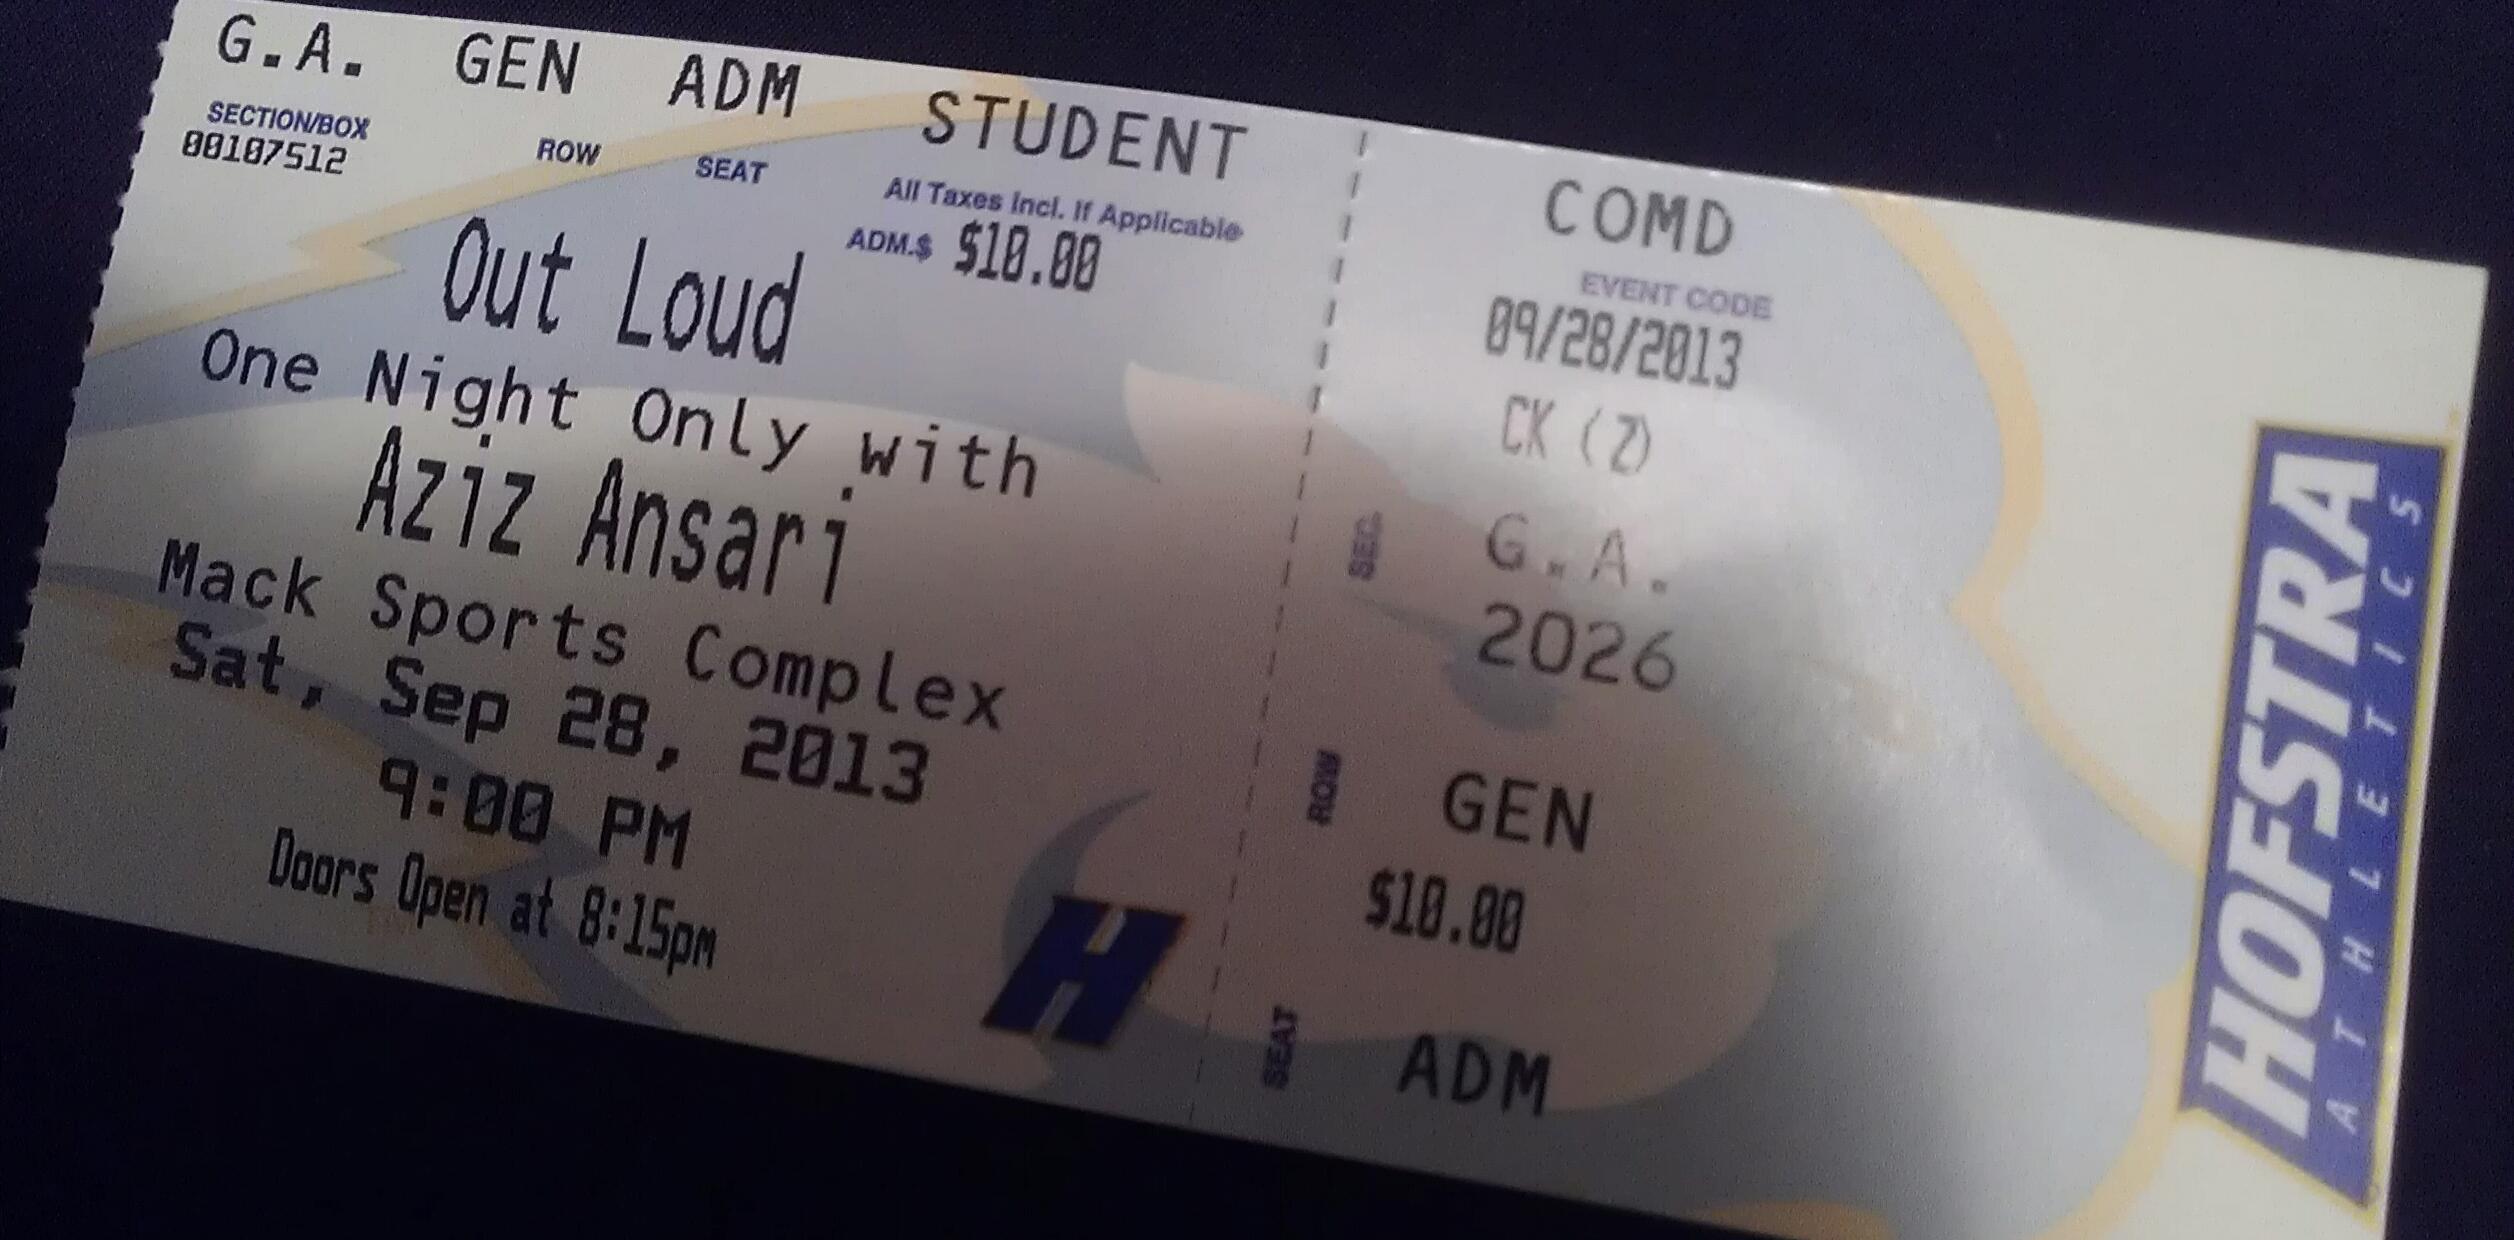 G.A. GEN ADM STUDENT
SECTION/BOX ROW SEAT
00107512
All Taxes Incl. If Applicable
ADM.$ $10.00
Out Loud
One Night Only with
Aziz Ansari
Mack Sports Complex
Sat, Sep 28, 2013
9:00 PM
Doors Open at 8:15pm
H
COMD
EVENT CODE
09/28/2013
CK (Z)
SEC. G.A.
2026
ROW GEN
$10.00
SEAT ADM
HOFSTRA
ATHLETICS